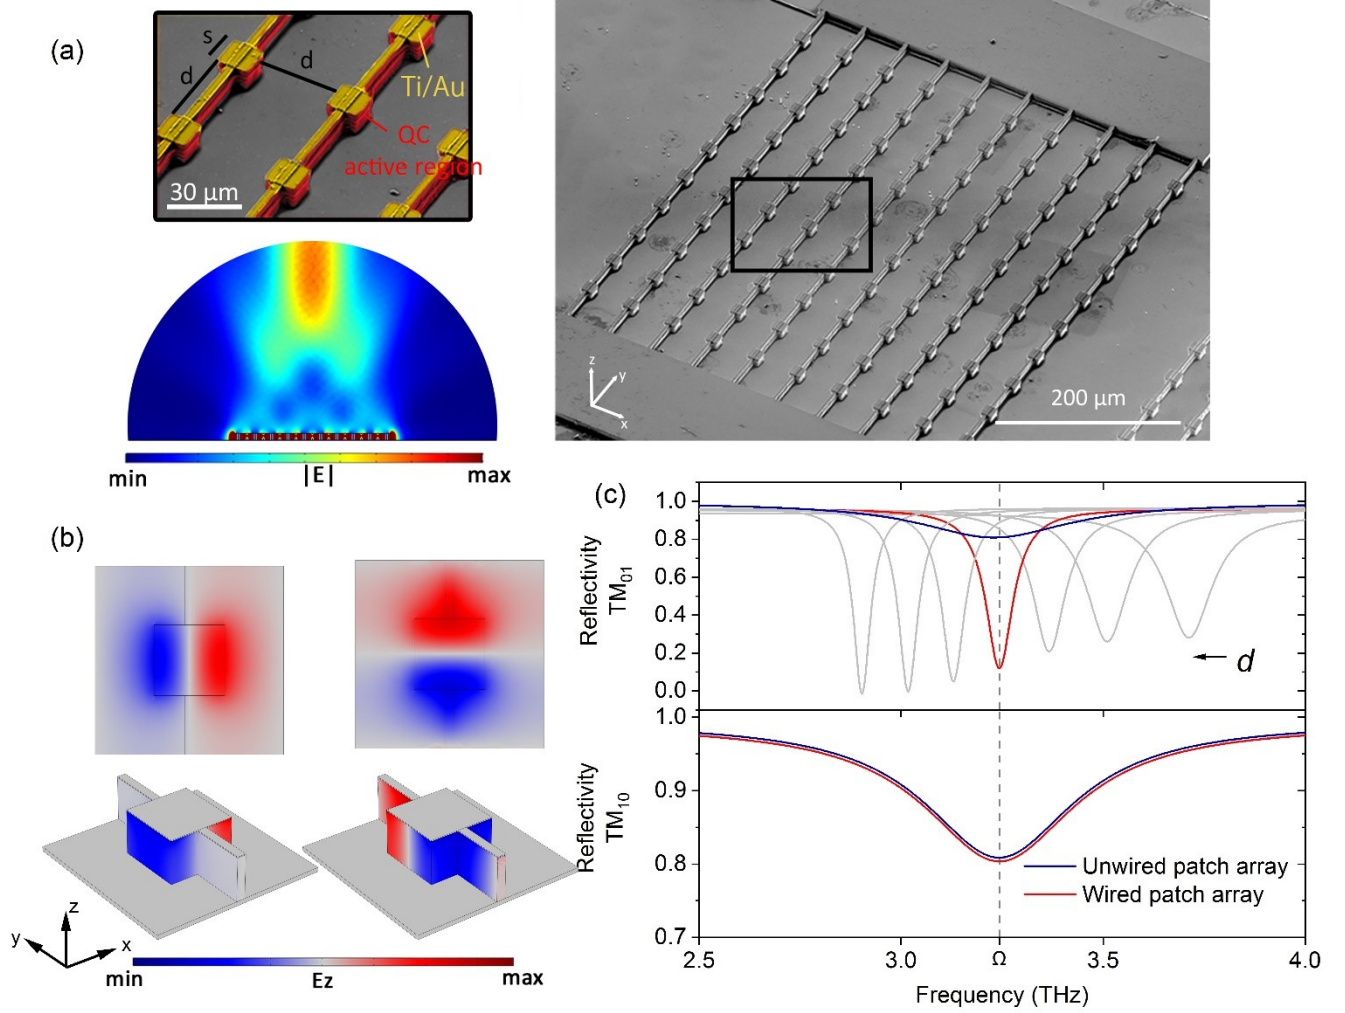 (a)
s
d
d
Ti/Au
QC
active region
30 μm
z
y
x
200 μm
min
|E|
max
(b)
z
y
x
min
Ez
max
(c)
1.0
0.8
0.6
0.4
0.2
0.0
Reflectivity
TM01
d
1.0
0.9
0.8
0.7
Reflectivity
TM10
Unwired patch array
Wired patch array
2.5
3.0
Ω
3.5
4.0
Frequency (THz)